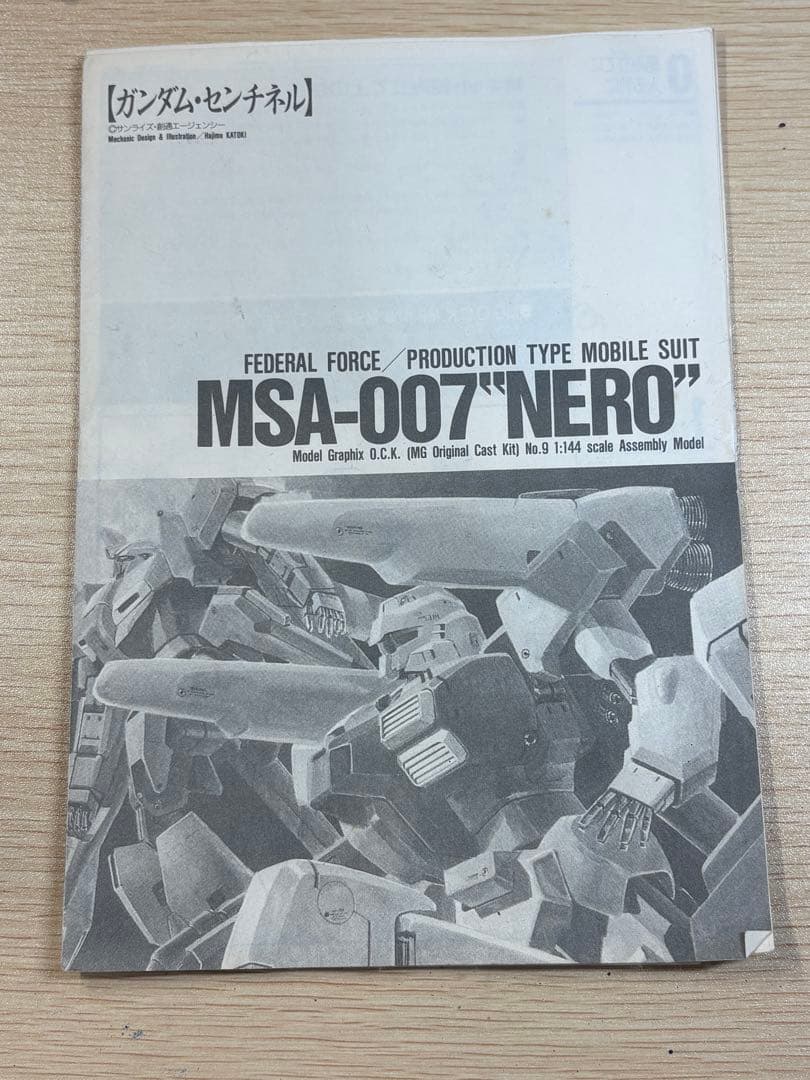 【ガンダム・センチネル】
©サンライズ・創通エージェンシー
Mechanic Design & Illustration／Hajime KATOKI
FEDERAL FORCE／PRODUCTION TYPE MOBILE SUIT
MSA-007“NERO”
Model Graphix O.C.K. (MG Original Cast Kit) No.9 1:144 scale Assembly Model